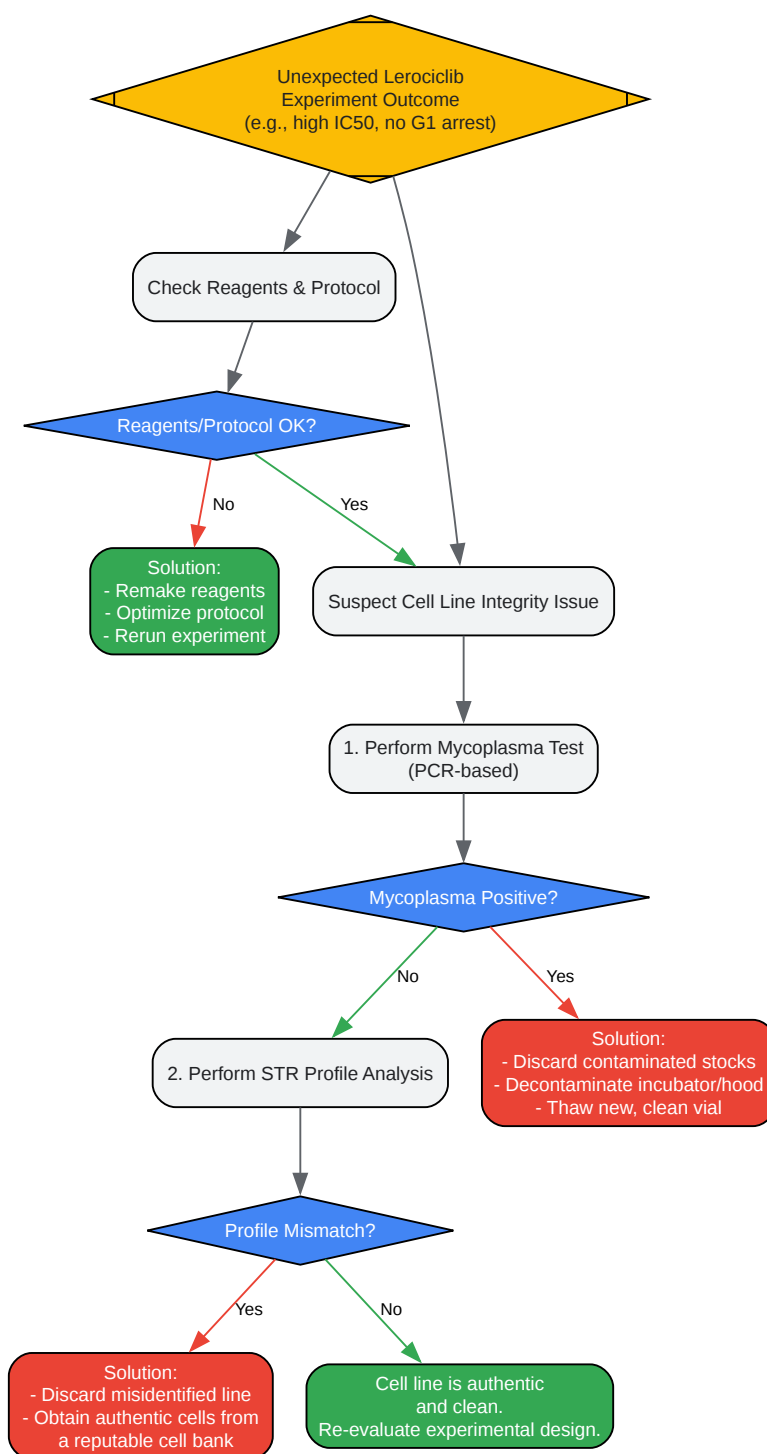 Unexpected Lerociclib
Experiment Outcome
(e.g., high IC50, no G1 arrest)
Check Reagents & Protocol
Reagents/Protocol OK?
No
Yes
Solution:
- Remake reagents
- Optimize protocol
- Rerun experiment
Suspect Cell Line Integrity Issue
1. Perform Mycoplasma Test
(PCR-based)
Mycoplasma Positive?
No
Yes
2. Perform STR Profile Analysis
Solution:
- Discard contaminated stocks
- Decontaminate incubator/hood
- Thaw new, clean vial
Profile Mismatch?
Yes
No
Solution:
- Discard misidentified line
- Obtain authentic cells from
a reputable cell bank
Cell line is authentic
and clean.
Re-evaluate experimental design.